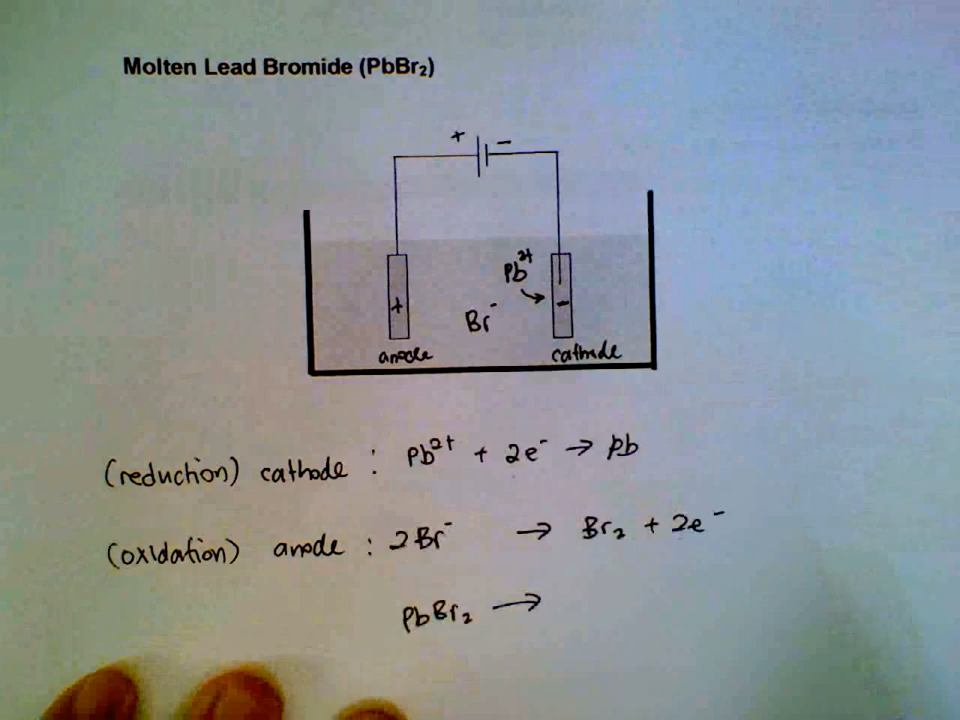 Molten Lead Bromide (PbBr₂)
+ −
Pb²⁺
+ Br⁻ −
anode cathode
(reduction) cathode : Pb²⁺ + 2e⁻ → Pb
(oxidation) anode : 2Br⁻ → Br₂ + 2e⁻
PbBr₂ →